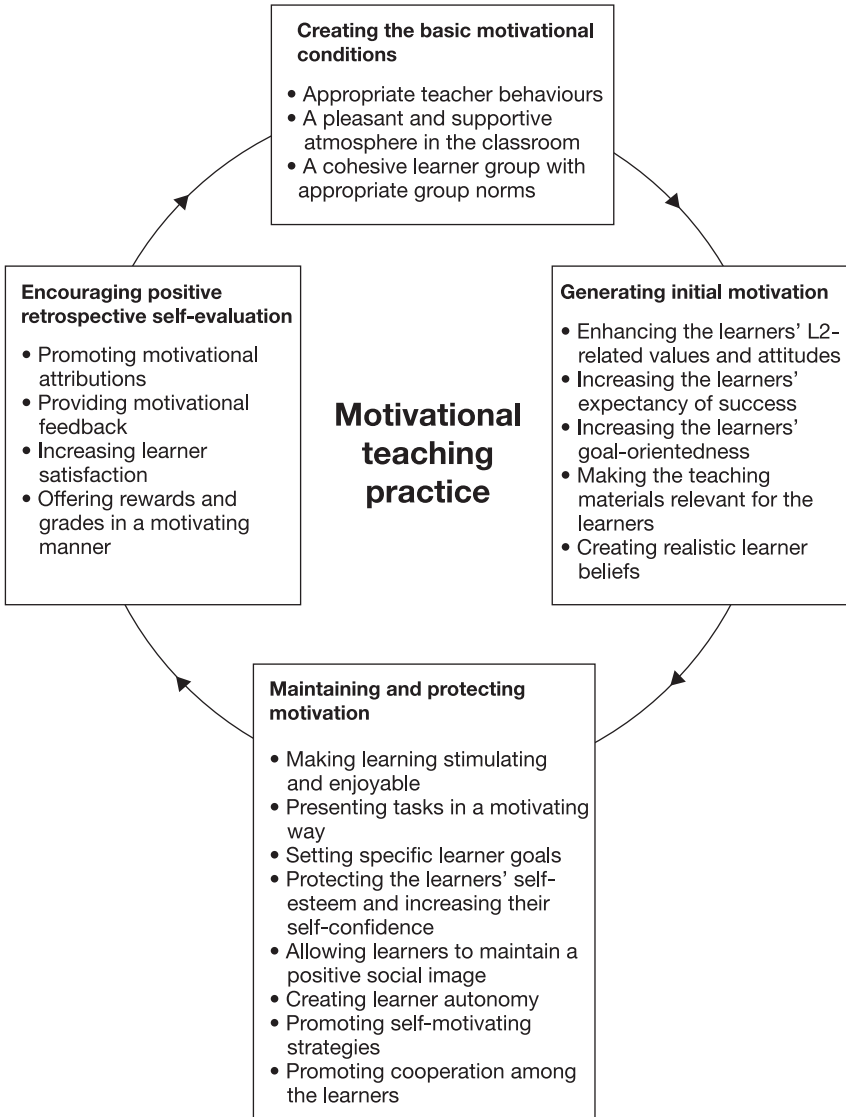 Creating the basic motivational
conditions
• Appropriate teacher behaviours
• A pleasant and supportive
atmosphere in the classroom
• A cohesive learner group with
appropriate group norms
Generating initial motivation
• Enhancing the learners’ L2-
related values and attitudes
• Increasing the learners’
expectancy of success
• Increasing the learners’
goal-orientedness
• Making the teaching
materials relevant for the
learners
• Creating realistic learner
beliefs
Encouraging positive
retrospective self-evaluation
• Promoting motivational
attributions
• Providing motivational
feedback
• Increasing learner
satisfaction
• Offering rewards and
grades in a motivating
manner
Motivational
teaching
practice
Maintaining and protecting
motivation
• Making learning stimulating
and enjoyable
• Presenting tasks in a motivating
way
• Setting specific learner goals
• Protecting the learners’ self-
esteem and increasing their
self-confidence
• Allowing learners to maintain a
positive social image
• Creating learner autonomy
• Promoting self-motivating
strategies
• Promoting cooperation among
the learners